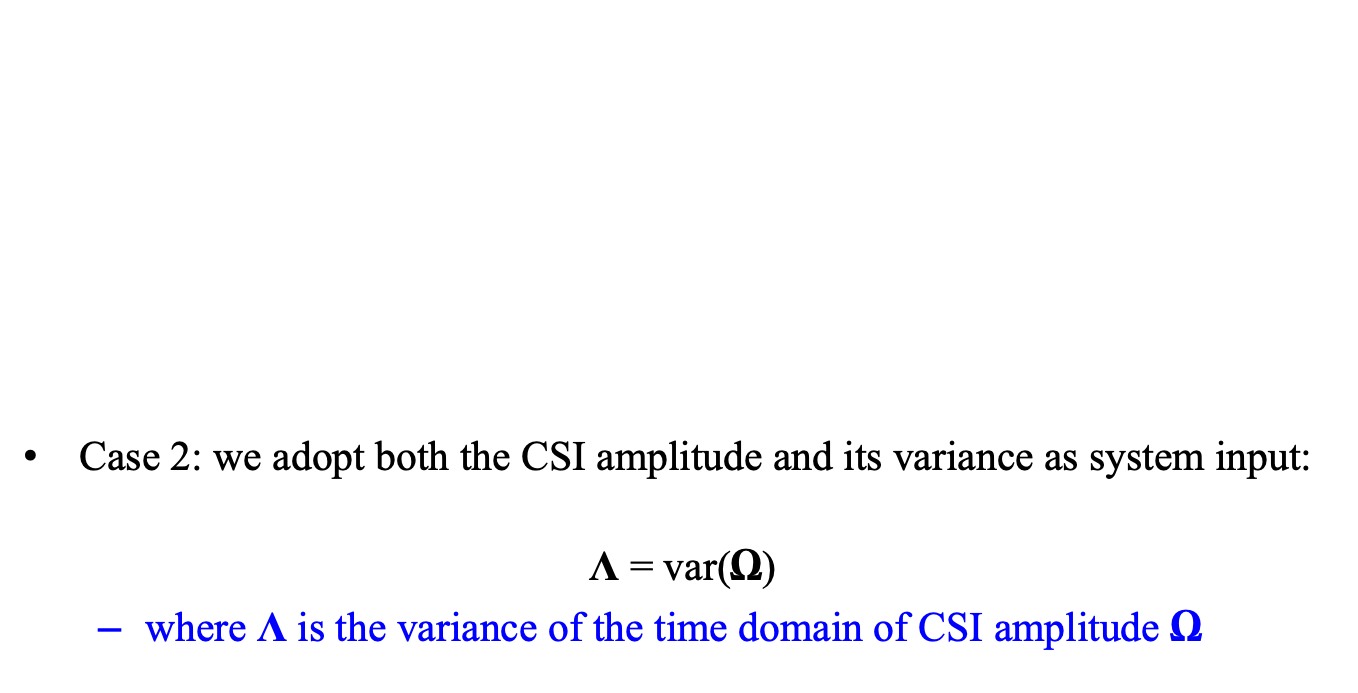 • Case 2: we adopt both the CSI amplitude and its variance as system input:
Λ = var(Ω)
– where Λ is the variance of the time domain of CSI amplitude Ω